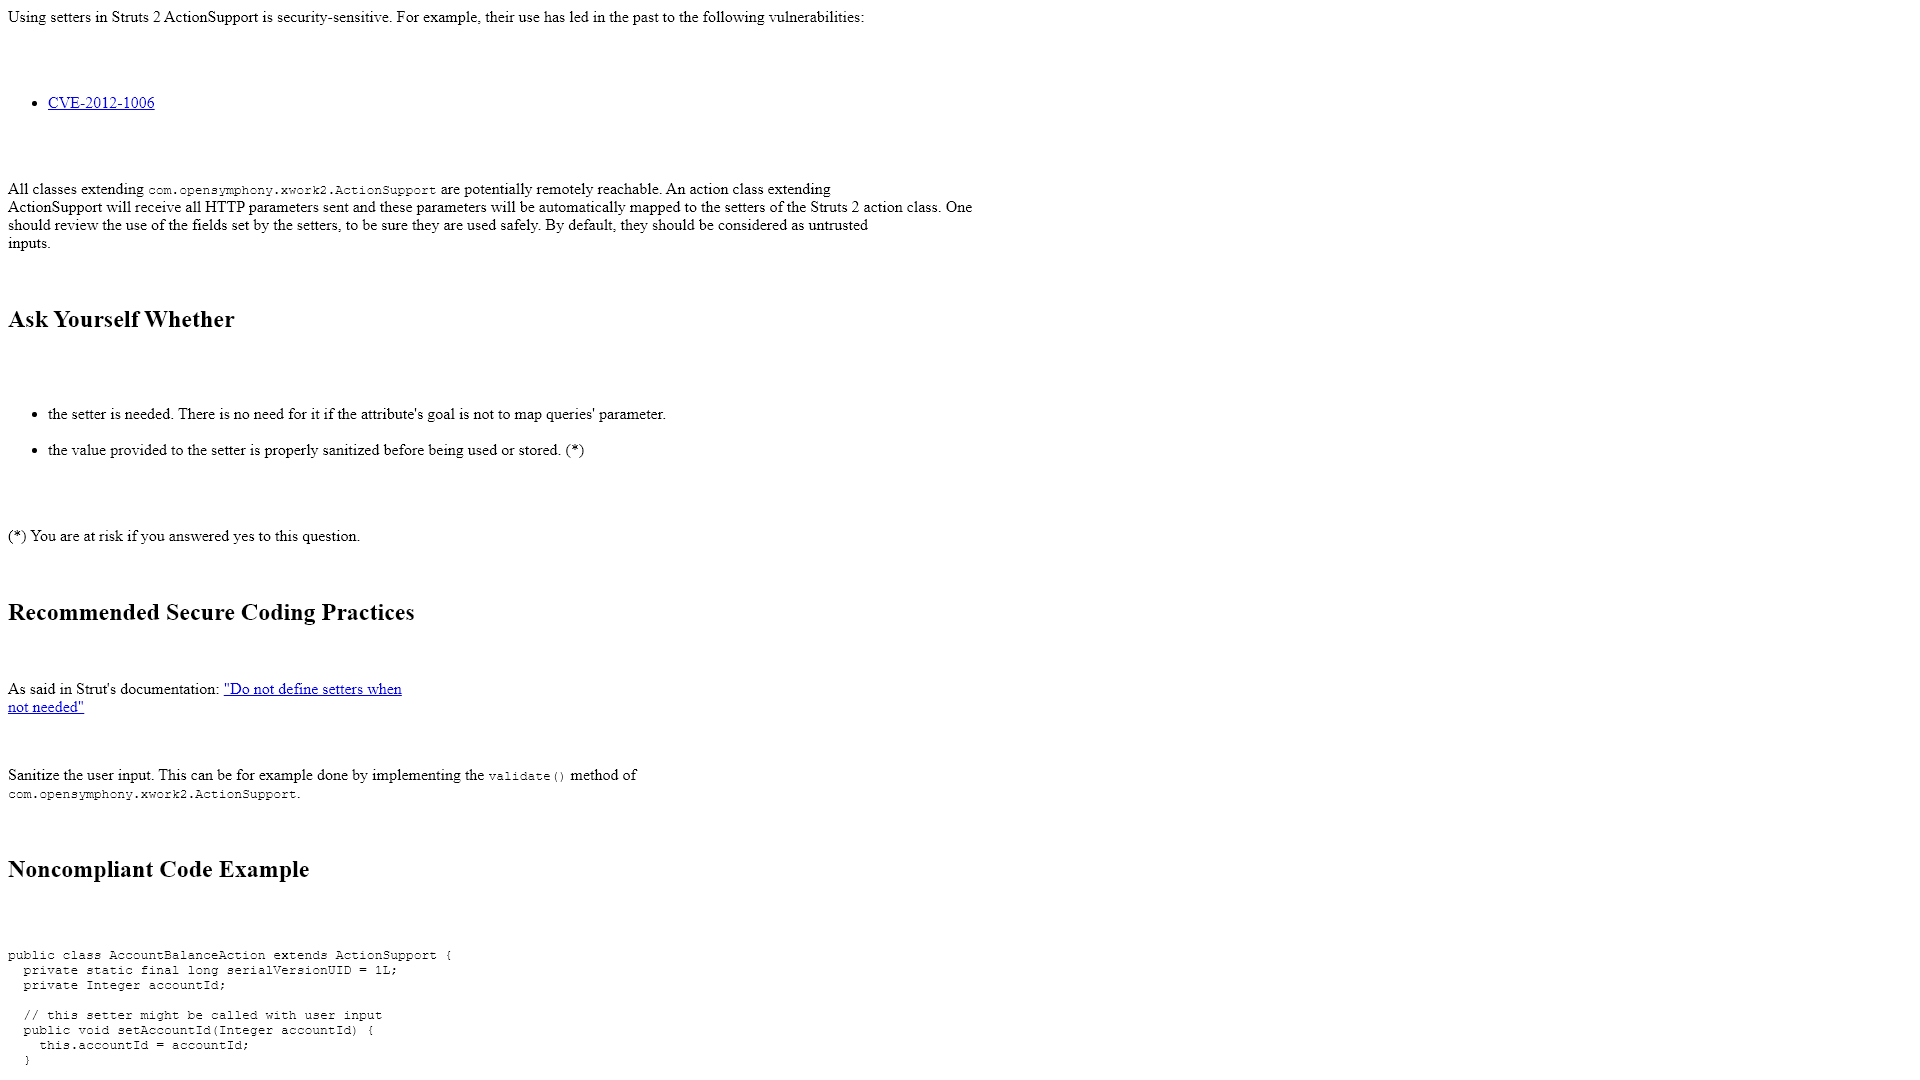 Using setters in Struts 2 ActionSupport is security-sensitive. For example, their use has led in the past to the following vulnerabilities:
• CVE-2012-1006
All classes extending com.opensymphony.xwork2.ActionSupport are potentially remotely reachable. An action class extending
ActionSupport will receive all HTTP parameters sent and these parameters will be automatically mapped to the setters of the Struts 2 action class. One
should review the use of the fields set by the setters, to be sure they are used safely. By default, they should be considered as untrusted
inputs.
Ask Yourself Whether
• the setter is needed. There is no need for it if the attribute's goal is not to map queries' parameter.
• the value provided to the setter is properly sanitized before being used or stored. (*)
(*) You are at risk if you answered yes to this question.
Recommended Secure Coding Practices
As said in Strut's documentation: "Do not define setters when
not needed"
Sanitize the user input. This can be for example done by implementing the validate() method of
com.opensymphony.xwork2.ActionSupport.
Noncompliant Code Example
public class AccountBalanceAction extends ActionSupport {
  private static final long serialVersionUID = 1L;
  private Integer accountId;
  // this setter might be called with user input
  public void setAccountId(Integer accountId) {
    this.accountId = accountId;
  }